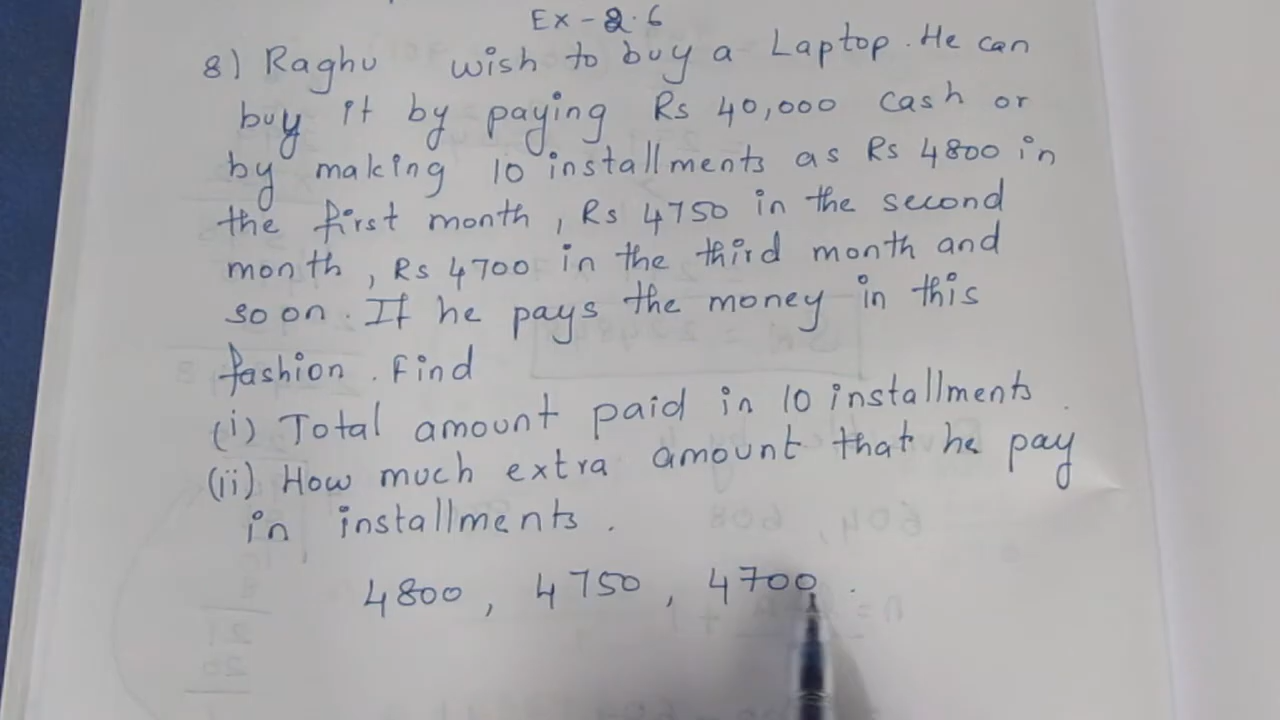 Ex-2.6
8) Raghu wish to buy a Laptop. He can
buy it by paying Rs 40,000 cash or
by making 10 installments as Rs 4800 in
the first month, Rs 4750 in the second
month, Rs 4700 in the third month and
so on. If he pays the money in this
fashion. Find
(i) Total amount paid in 10 installments.
(ii) How much extra amount that he pay
in installments.
4800, 4750, 4700.